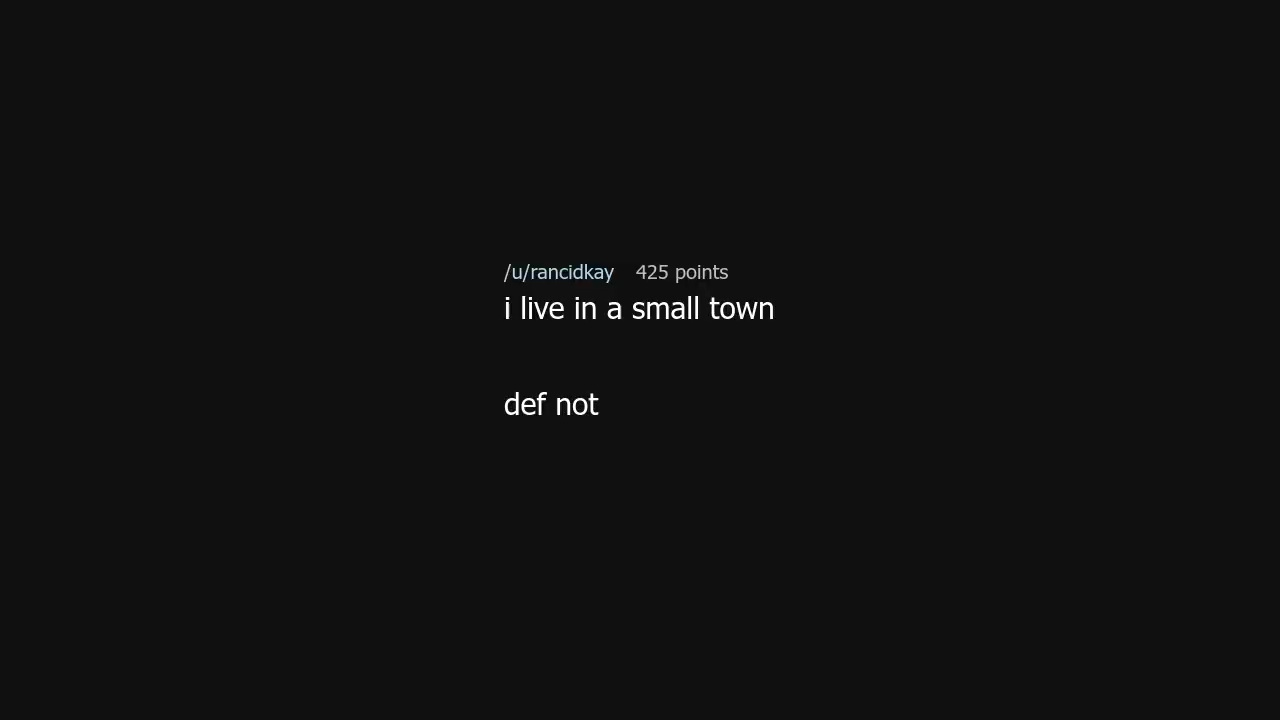 /u/rancidkay 425 points
i live in a small town
def not